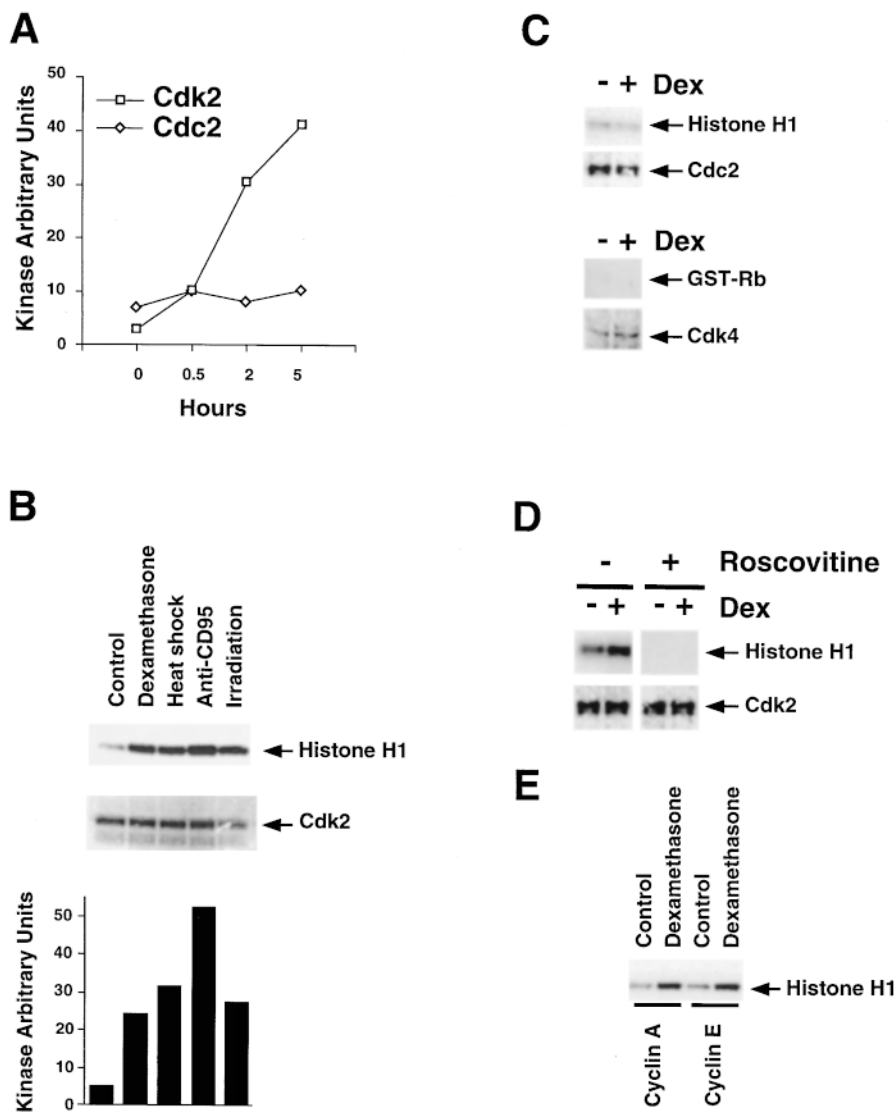 A
50
40
30
20
10
0
Kinase Arbitrary Units
Cdk2
Cdc2
0 0.5 2 5
Hours
B
Control
Dexamethasone
Heat shock
Anti-CD95
Irradiation
Histone H1
Cdk2
Kinase Arbitrary Units
50
40
30
20
10
0
C
- + Dex
Histone H1
Cdc2
- + Dex
GST-Rb
Cdk4
D
- + Roscovitine
- + - + Dex
Histone H1
Cdk2
E
Control
Dexamethasone
Control
Dexamethasone
Histone H1
Cyclin A
Cyclin E